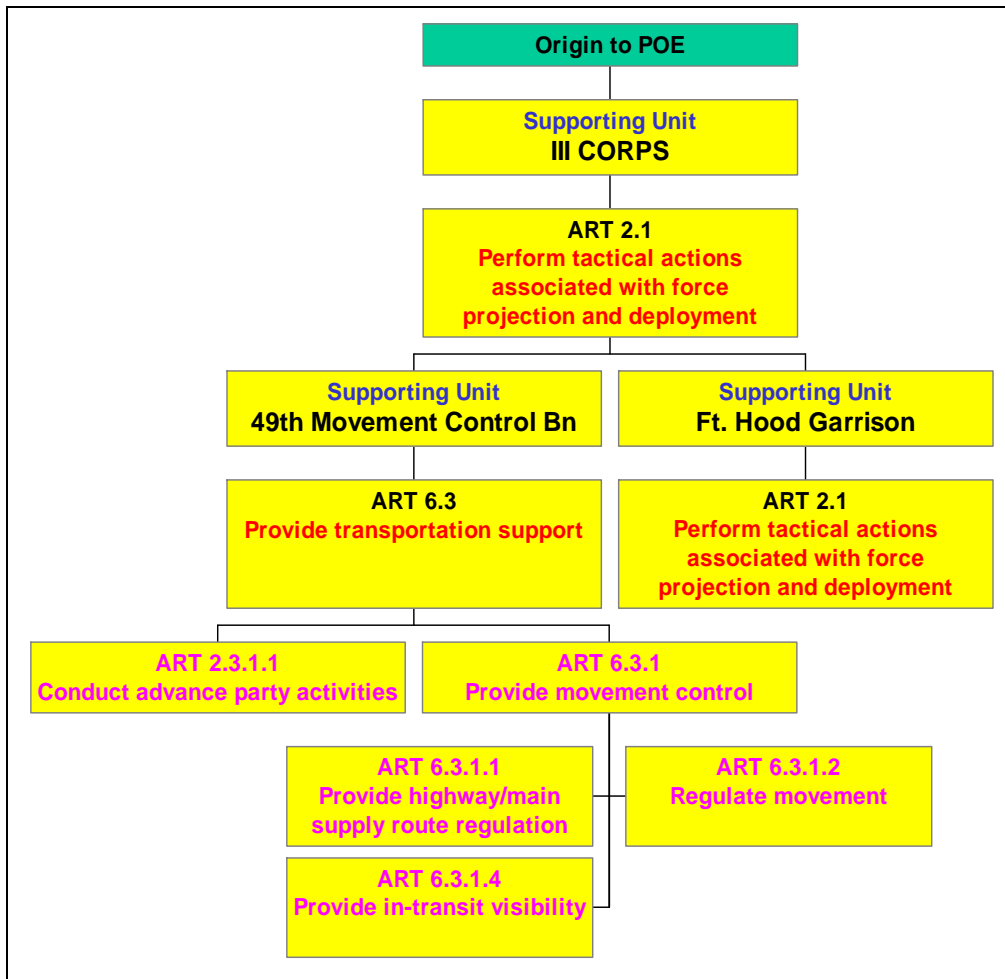 Origin to POE
Supporting Unit
III CORPS
ART 2.1
Perform tactical actions
associated with force
projection and deployment
Supporting Unit
49th Movement Control Bn
Supporting Unit
Ft. Hood Garrison
ART 6.3
Provide transportation support
ART 2.1
Perform tactical actions
associated with force
projection and deployment
ART 2.3.1.1
Conduct advance party activities
ART 6.3.1
Provide movement control
ART 6.3.1.1
Provide highway/main
supply route regulation
ART 6.3.1.2
Regulate movement
ART 6.3.1.4
Provide in-transit visibility